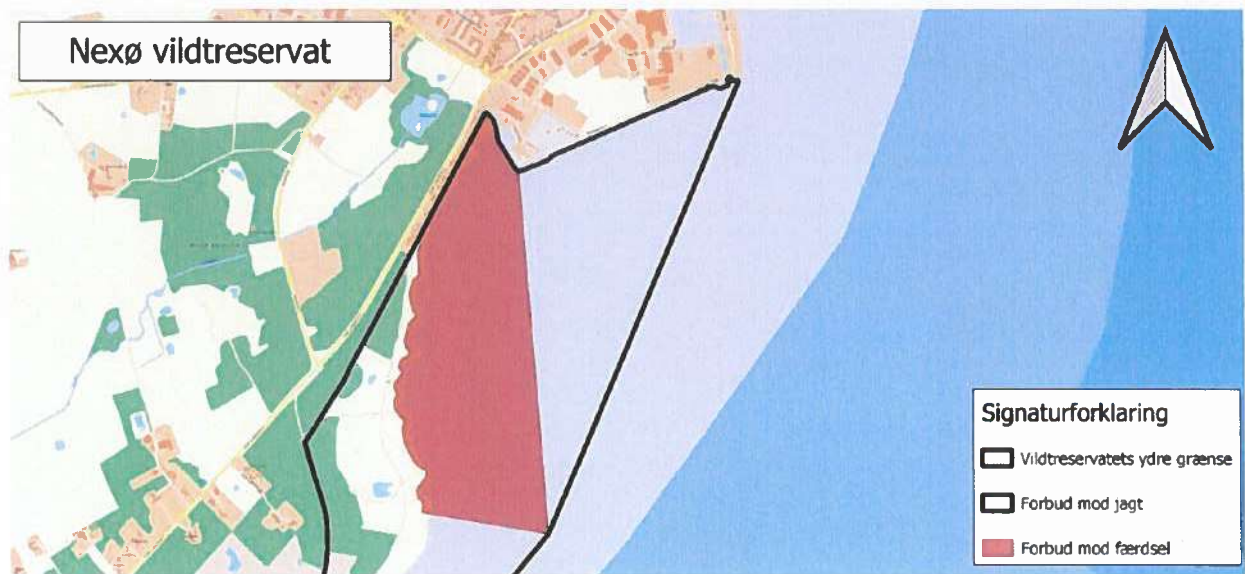 Nexø vildtreservat
Signaturforklaring
Vildtreservatets ydre grænse
Forbud mod jagt
Forbud mod færdsel